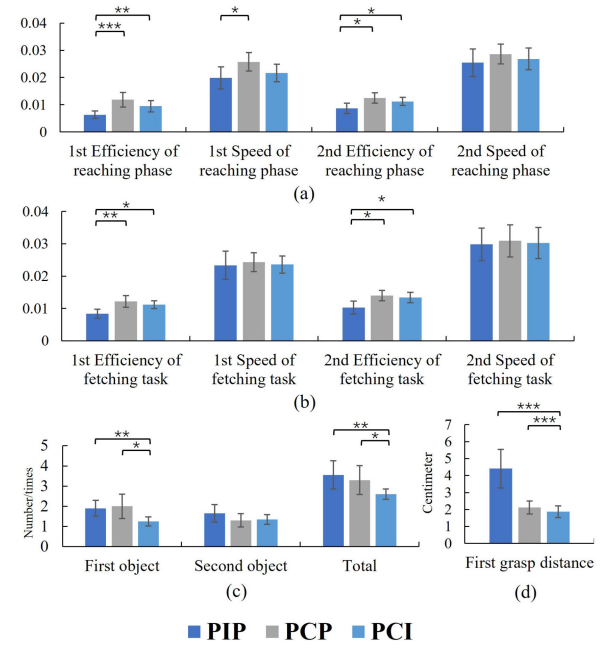 ** *
*** * *
0.04
0.03
0.02
0.01
0
1st Efficiency of 1st Speed of 2nd Efficiency of 2nd Speed of
reaching phase reaching phase reaching phase reaching phase
(a)
* *
** *
0.04
0.03
0.02
0.01
0
1st Efficiency of 1st Speed of 2nd Efficiency of 2nd Speed of
fetching task fetching task fetching task fetching task
(b)
Number/times
5
4
3
2
1
0
** **
* *
First object Second object Total
(c)
Centimeter
7
6
5
4
3
2
1
0
***
***
First grasp distance
(d)
PIP PCP PCI